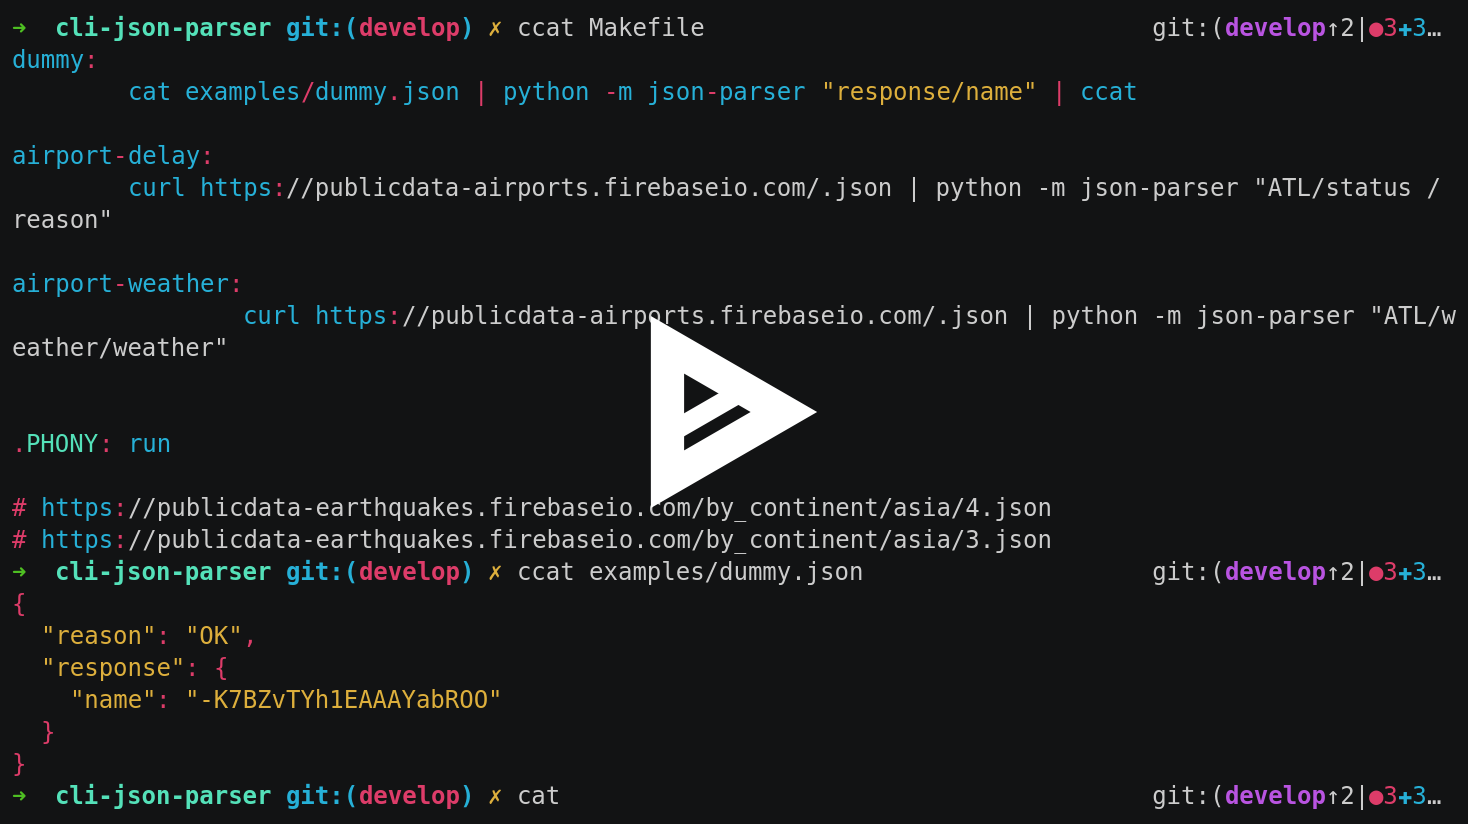 ➜  cli-json-parser git:(develop) ✗ ccat Makefile git:(develop↑2|●3✚3…
dummy:
        cat examples/dummy.json | python -m json-parser "response/name" | ccat
airport-delay:
        curl https://publicdata-airports.firebaseio.com/.json | python -m json-parser "ATL/status /
reason"
airport-weather:
                curl https://publicdata-airports.firebaseio.com/.json | python -m json-parser "ATL/w
eather/weather"
.PHONY: run
# https://publicdata-earthquakes.firebaseio.com/by_continent/asia/4.json
# https://publicdata-earthquakes.firebaseio.com/by_continent/asia/3.json
➜  cli-json-parser git:(develop) ✗ ccat examples/dummy.json git:(develop↑2|●3✚3…
{
  "reason": "OK",
  "response": {
    "name": "-K7BZvTYh1EAAAYabROO"
  }
}
➜  cli-json-parser git:(develop) ✗ cat git:(develop↑2|●3✚3…